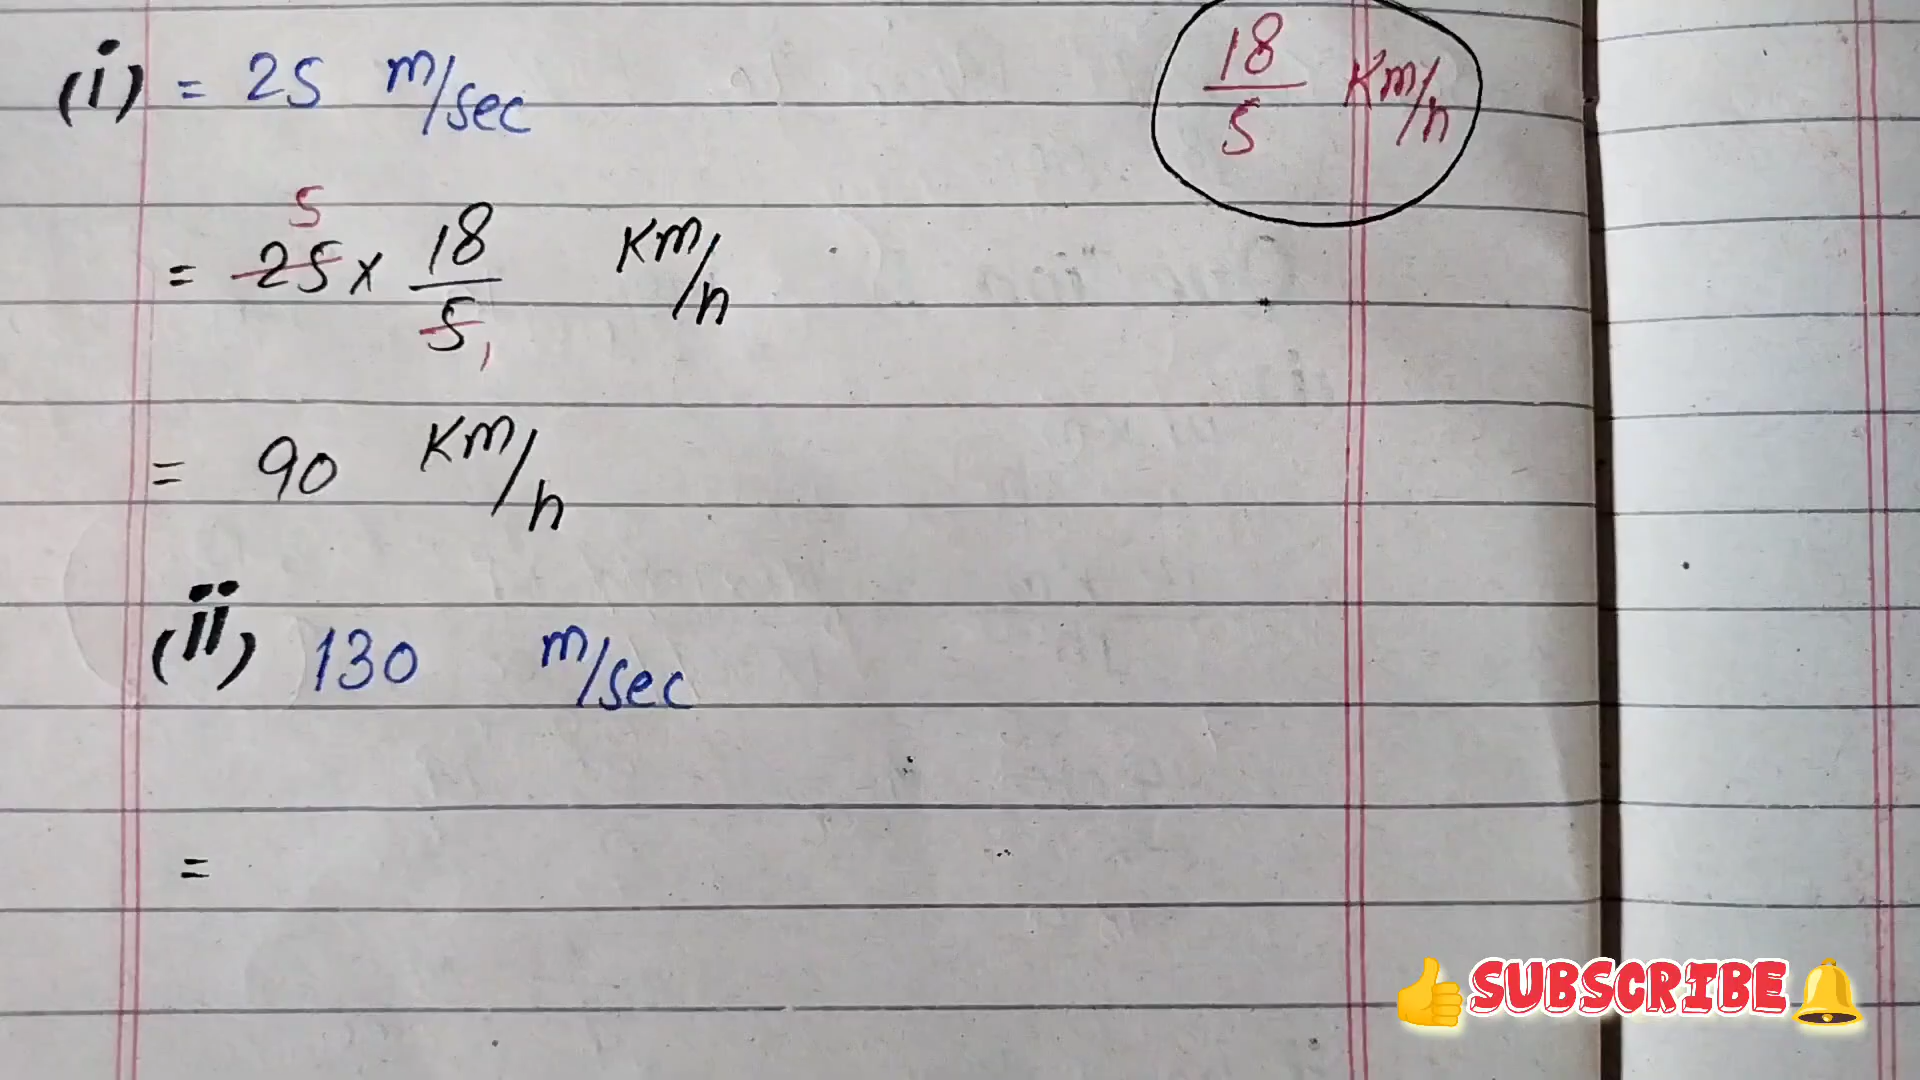 (i) = 25 m/sec
18/5 Km/h
5
= 25 x 18/5 Km/h
1
= 90 Km/h
(ii) 130 m/sec
=
SUBSCRIBE